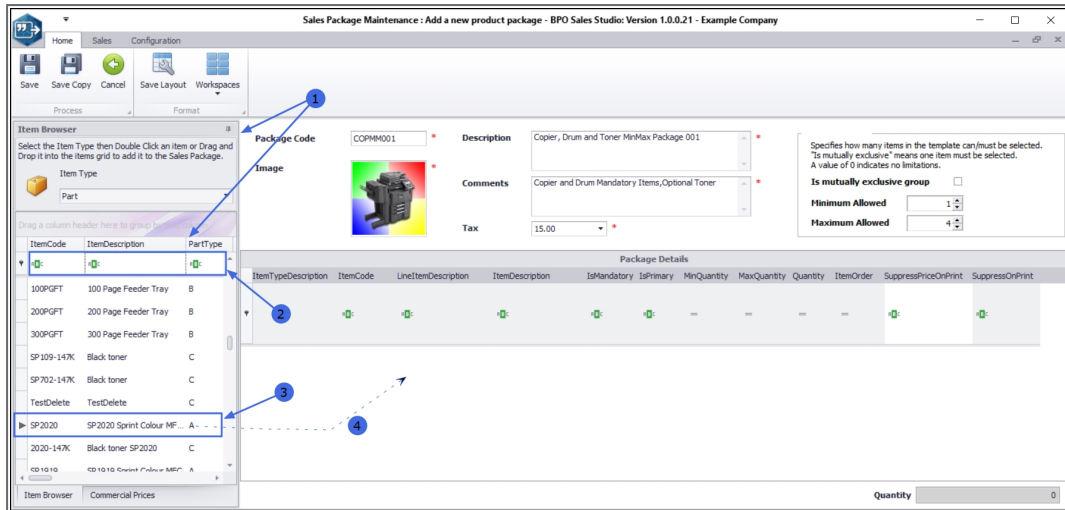 Sales Package Maintenance : Add a new product package - BPO Sales Studio: Version 1.0.0.21 - Example Company
Home Sales Configuration
Save Save Copy Cancel Save Layout Workspaces
Process Format
1
Item Browser
Select the Item Type then Double Click an item or Drag and
Drop it into the items grid to add it to the Sales Package.
Item Type
Part
Drag a column header here to group by
ItemCode ItemDescription PartType
100PGFT 100 Page Feeder Tray B
200PGFT 200 Page Feeder Tray B
300PGFT 300 Page Feeder Tray B
SP109-147K Black toner C
SP702-147K Black toner C
TestDelete TestDelete C
SP2020 SP2020 Sprint Colour MF... A
2020-147K Black toner SP2020 C
SP1919 SP1919 Sprint Colour MFC A
Item Browser Commercial Prices
2
3
4
Package Code COPMM001 *
Image *
Description Copier, Drum and Toner MinMax Package 001 *
Comments Copier and Drum Mandatory Items,Optional Toner *
Tax 15.00 *
Specifies how many items in the template can/must be selected.
"Is mutually exclusive" means one item must be selected.
A value of 0 indicates no limitations.
Is mutually exclusive group
Minimum Allowed 1
Maximum Allowed 4
Package Details
ItemTypeDescription ItemCode LineItemDescription ItemDescription IsMandatory IsPrimary MinQuantity MaxQuantity Quantity ItemOrder SuppressPriceOnPrint SuppressOnPrint
= = = =
Quantity 0